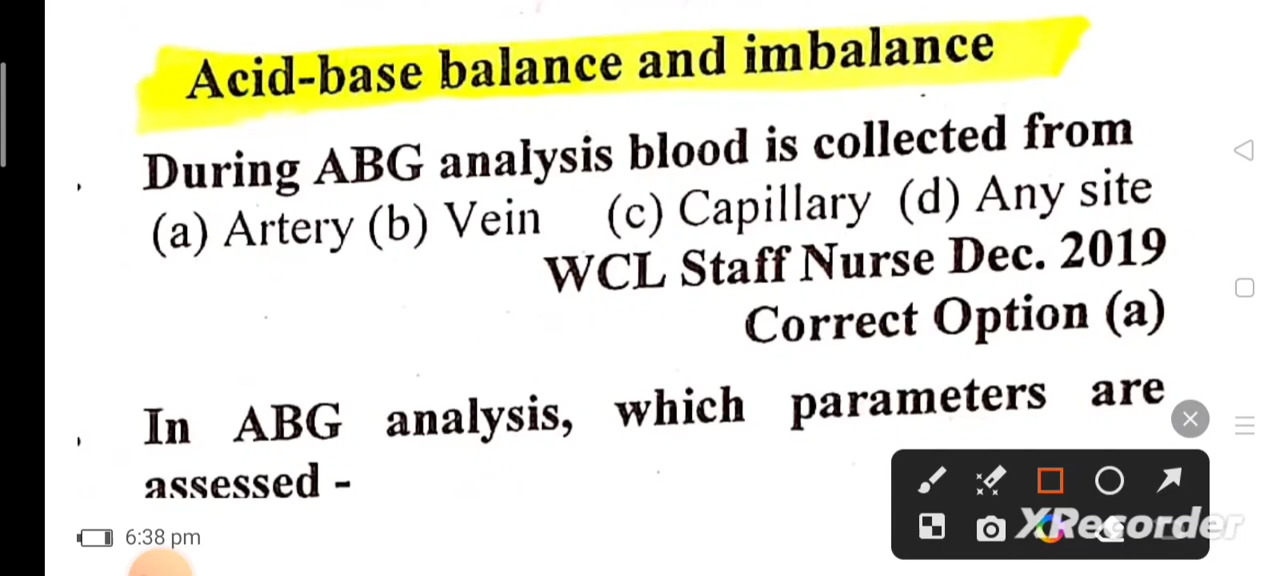 Acid-base balance and imbalance
During ABG analysis blood is collected from
(a) Artery (b) Vein (c) Capillary (d) Any site
WCL Staff Nurse Dec. 2019
Correct Option (a)
In ABG analysis, which parameters are
assessed -
6:38 pm
XRecorder